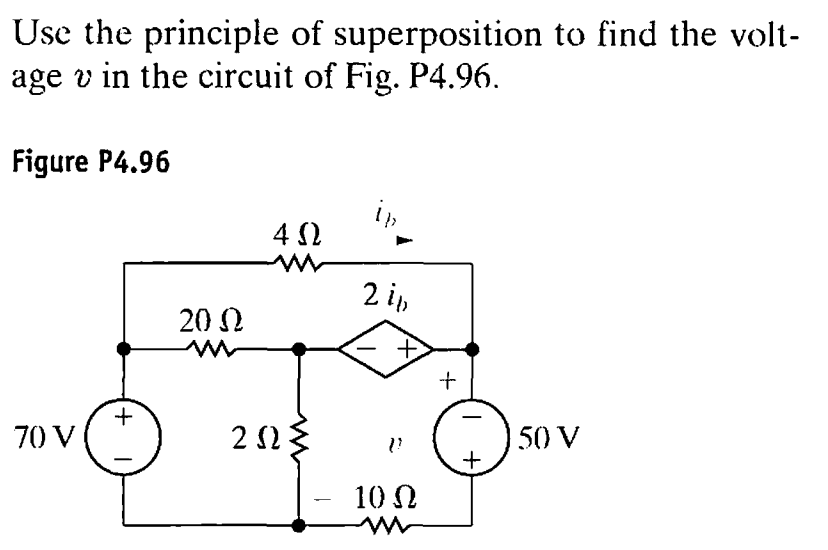 Use the principle of superposition to find the volt-
age v in the circuit of Fig. P4.96.
Figure P4.96
i_b
4 Ω
2 i_b
20 Ω
− +
+
+
−
70 V
−
2 Ω
v
+
50 V
− 10 Ω